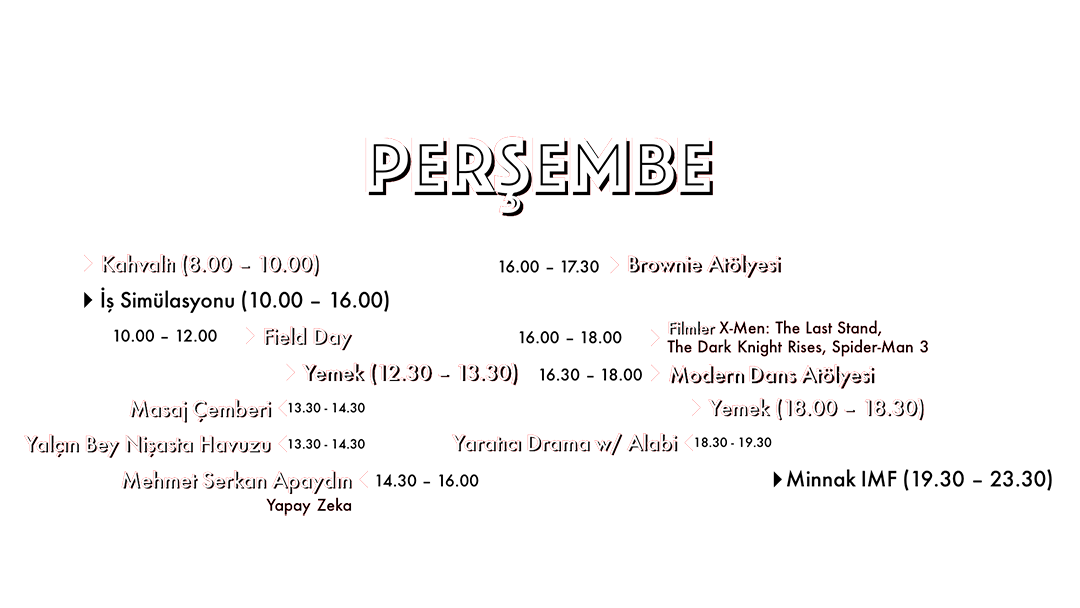 PERŞEMBE
Kahvaltı (8.00 – 10.00)
İş Simülasyonu (10.00 – 16.00)
10.00 – 12.00 Field Day
Yemek (12.30 – 13.30)
Masaj Çemberi 13.30 - 14.30
Yalçın Bey Nişasta Havuzu 13.30 - 14.30
Mehmet Serkan Apaydın 14.30 – 16.00
Yapay Zeka
16.00 – 17.30 Brownie Atölyesi
16.00 – 18.00 Filmler X-Men: The Last Stand,
The Dark Knight Rises, Spider-Man 3
16.30 – 18.00 Modern Dans Atölyesi
Yemek (18.00 – 18.30)
Yaratıcı Drama w/ Alabi 18.30 - 19.30
Minnak IMF (19.30 – 23.30)